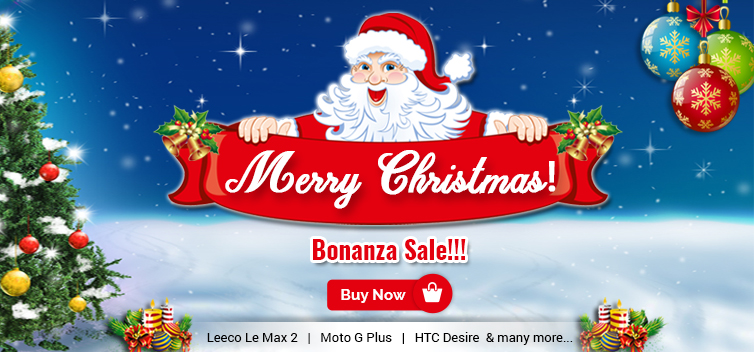 Merry Christmas!
Bonanza Sale!!!
Buy Now
Leeco Le Max 2 | Moto G Plus | HTC Desire & many more...